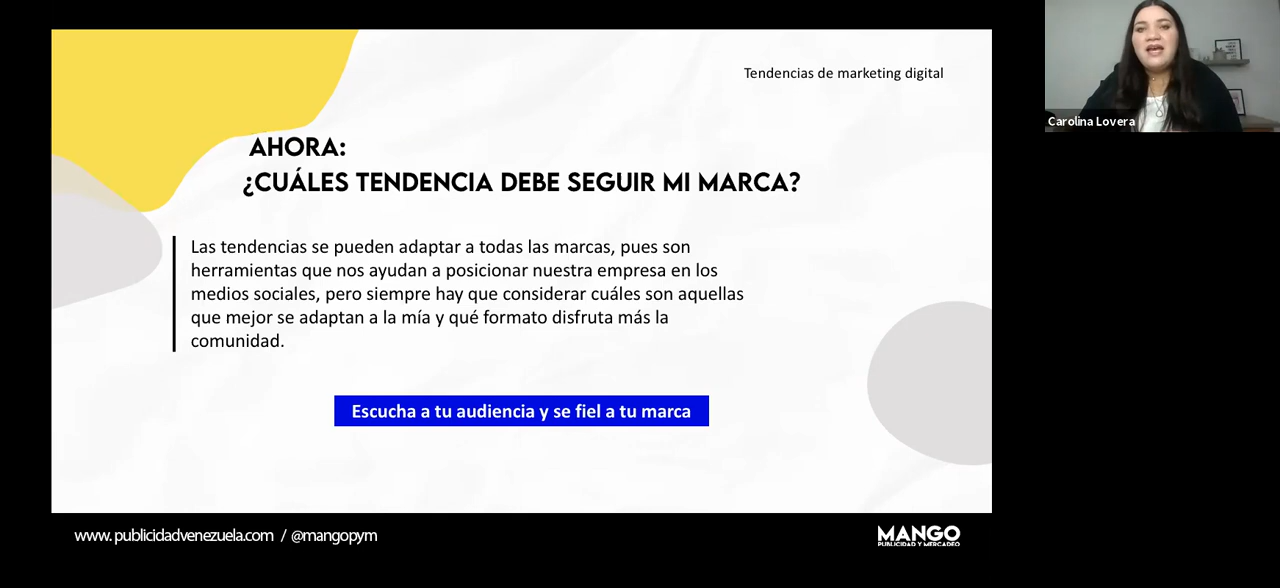 Tendencias de marketing digital
AHORA:
¿CUÁLES TENDENCIA DEBE SEGUIR MI MARCA?
Las tendencias se pueden adaptar a todas las marcas, pues son
herramientas que nos ayudan a posicionar nuestra empresa en los
medios sociales, pero siempre hay que considerar cuáles son aquellas
que mejor se adaptan a la mía y qué formato disfruta más la
comunidad.
Escucha a tu audiencia y se fiel a tu marca
www.publicidadvenezuela.com / @mangopym
MANGO
PUBLICIDAD Y MERCADEO
Carolina Lovera